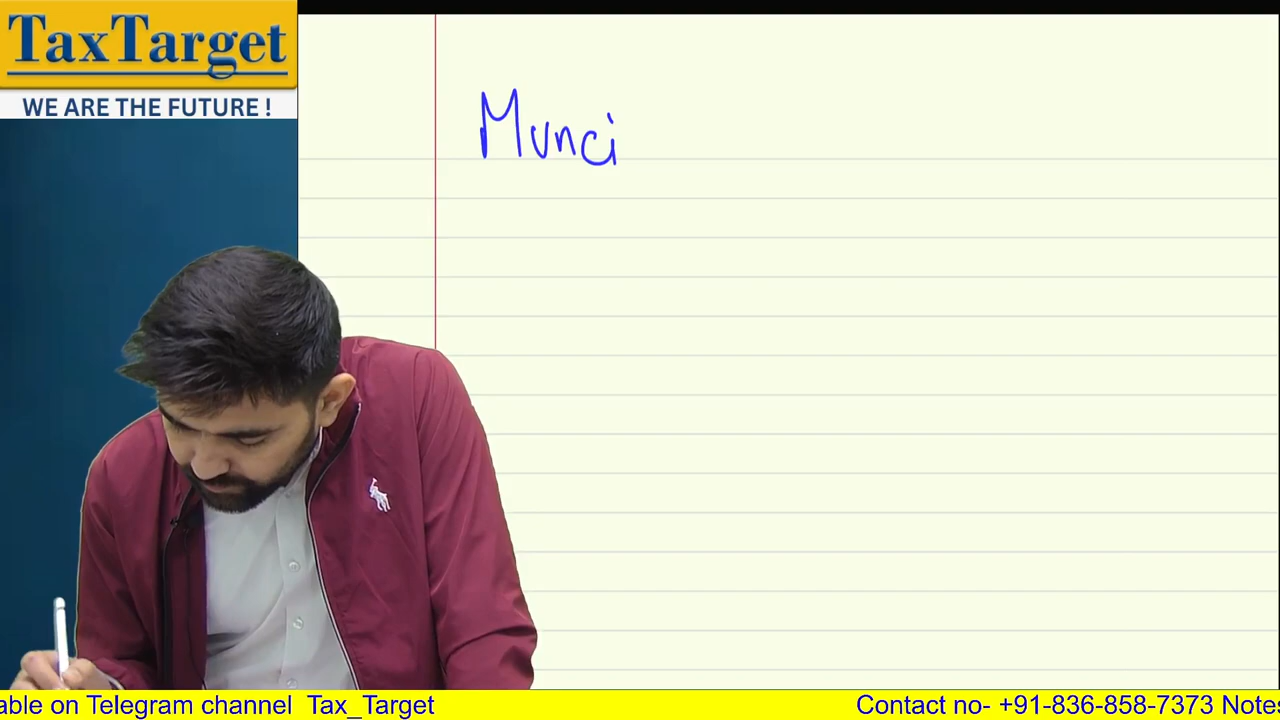 TaxTarget
WE ARE THE FUTURE !
Munci
able on Telegram channel Tax_Target
Contact no- +91-836-858-7373 Notes